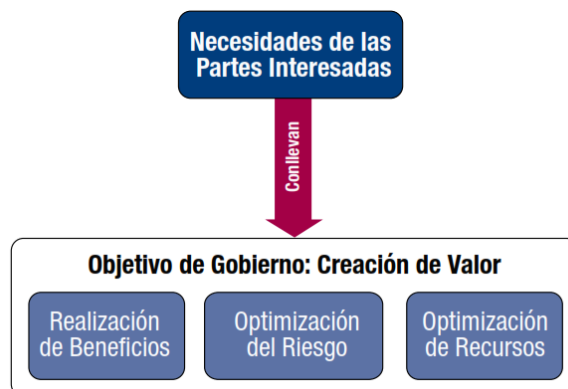 Necesidades de las
Partes Interesadas
Conllevan
Objetivo de Gobierno: Creación de Valor
Realización
de Beneficios
Optimización
del Riesgo
Optimización
de Recursos